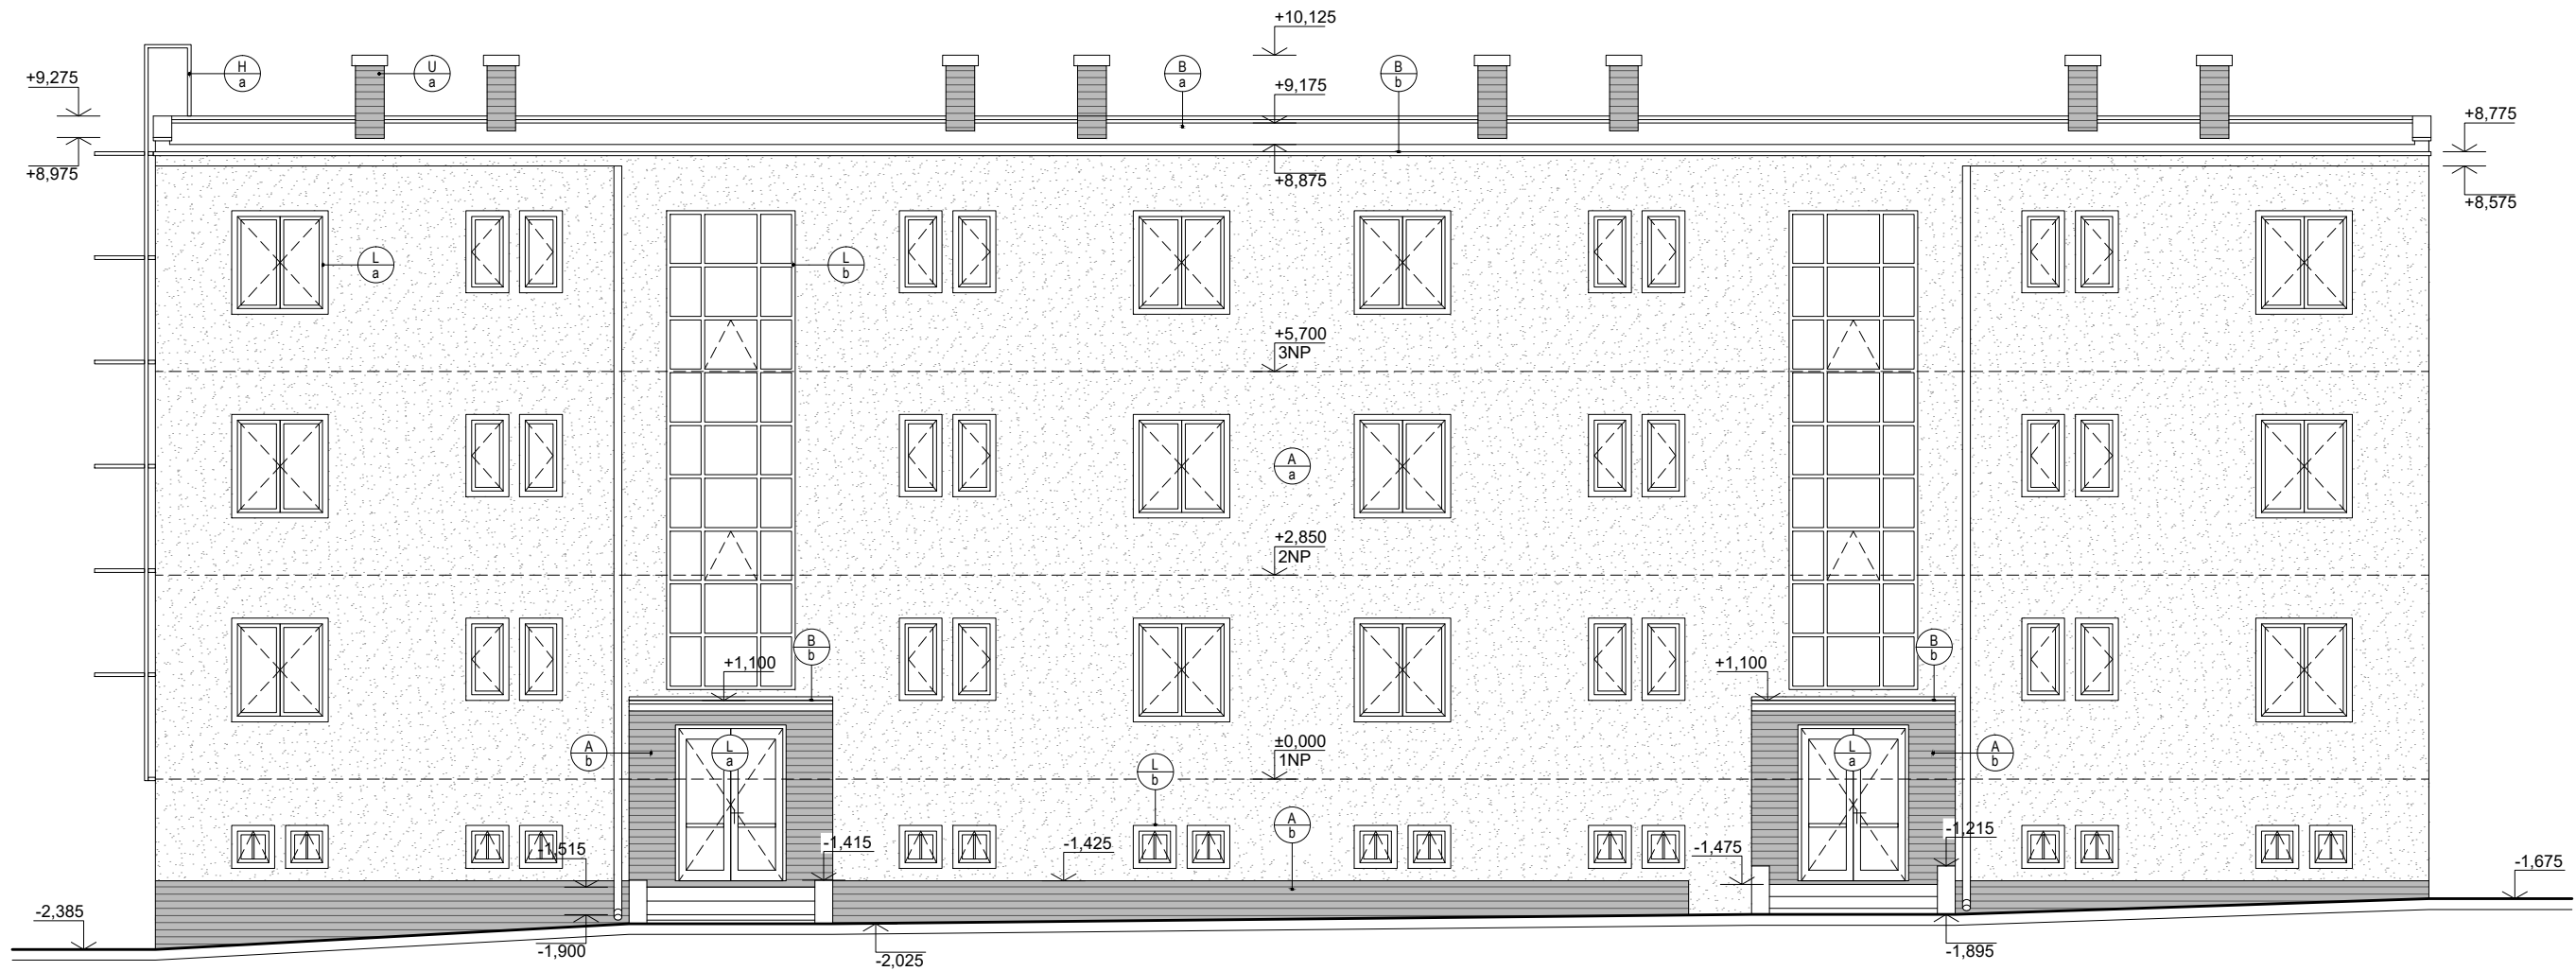 +10,125
+9,275
H
a
U
a
B
a
B
b
+9,175
+8,775
+8,975
+8,875
+8,575
L
a
L
b
+5,700
3NP
A
a
+2,850
2NP
B
b
+1,100
+1,100
B
b
A
b
L
a
±0,000
1NP
L
b
L
a
A
b
-1,515
-1,415
-1,425
A
b
-1,475
-1,215
-1,675
-2,385
-1,900
-2,025
-1,895